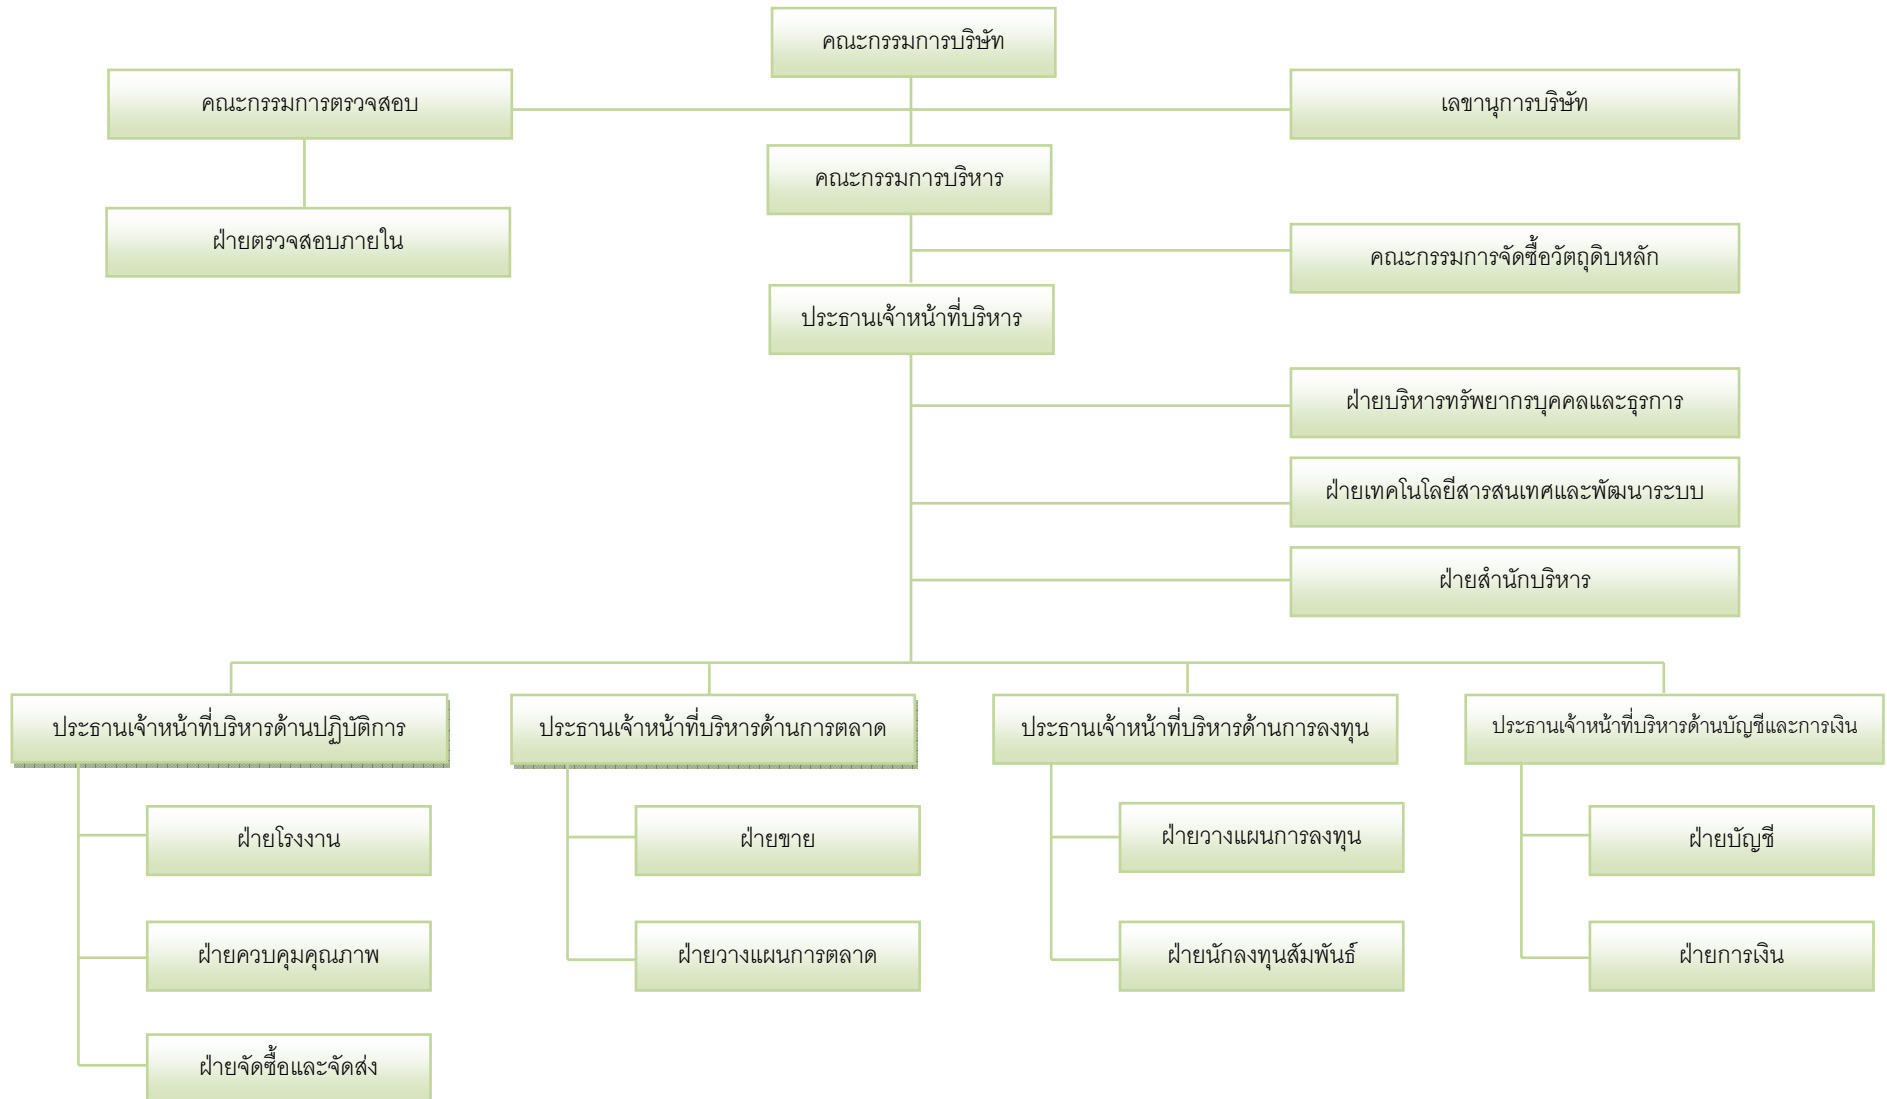 คณะกรรมการบริษัท
คณะกรรมการตรวจสอบ
เลขานุการบริษัท
คณะกรรมการบริหาร
ฝ่ายตรวจสอบภายใน
คณะกรรมการจัดซื้อวัตถุดิบหลัก
ประธานเจ้าหน้าที่บริหาร
ฝ่ายบริหารทรัพยากรบุคคลและธุรการ
ฝ่ายเทคโนโลยีสารสนเทศและพัฒนาระบบ
ฝ่ายสำนักบริหาร
ประธานเจ้าหน้าที่บริหารด้านปฏิบัติการ
ประธานเจ้าหน้าที่บริหารด้านการตลาด
ประธานเจ้าหน้าที่บริหารด้านการลงทุน
ประธานเจ้าหน้าที่บริหารด้านบัญชีและการเงิน
ฝ่ายโรงงาน
ฝ่ายขาย
ฝ่ายวางแผนการลงทุน
ฝ่ายบัญชี
ฝ่ายควบคุมคุณภาพ
ฝ่ายวางแผนการตลาด
ฝ่ายนักลงทุนสัมพันธ์
ฝ่ายการเงิน
ฝ่ายจัดซื้อและจัดส่ง